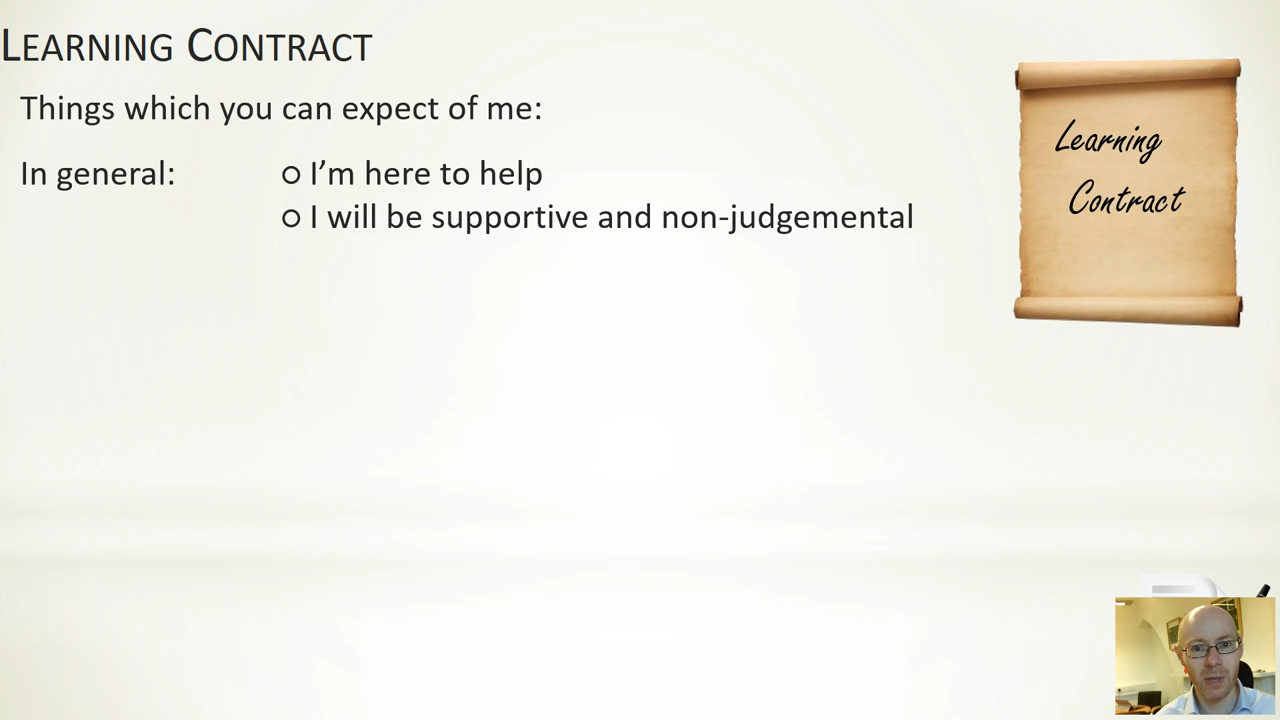 LEARNING CONTRACT
Things which you can expect of me:
In general: o I’m here to help
o I will be supportive and non-judgemental
Learning
Contract